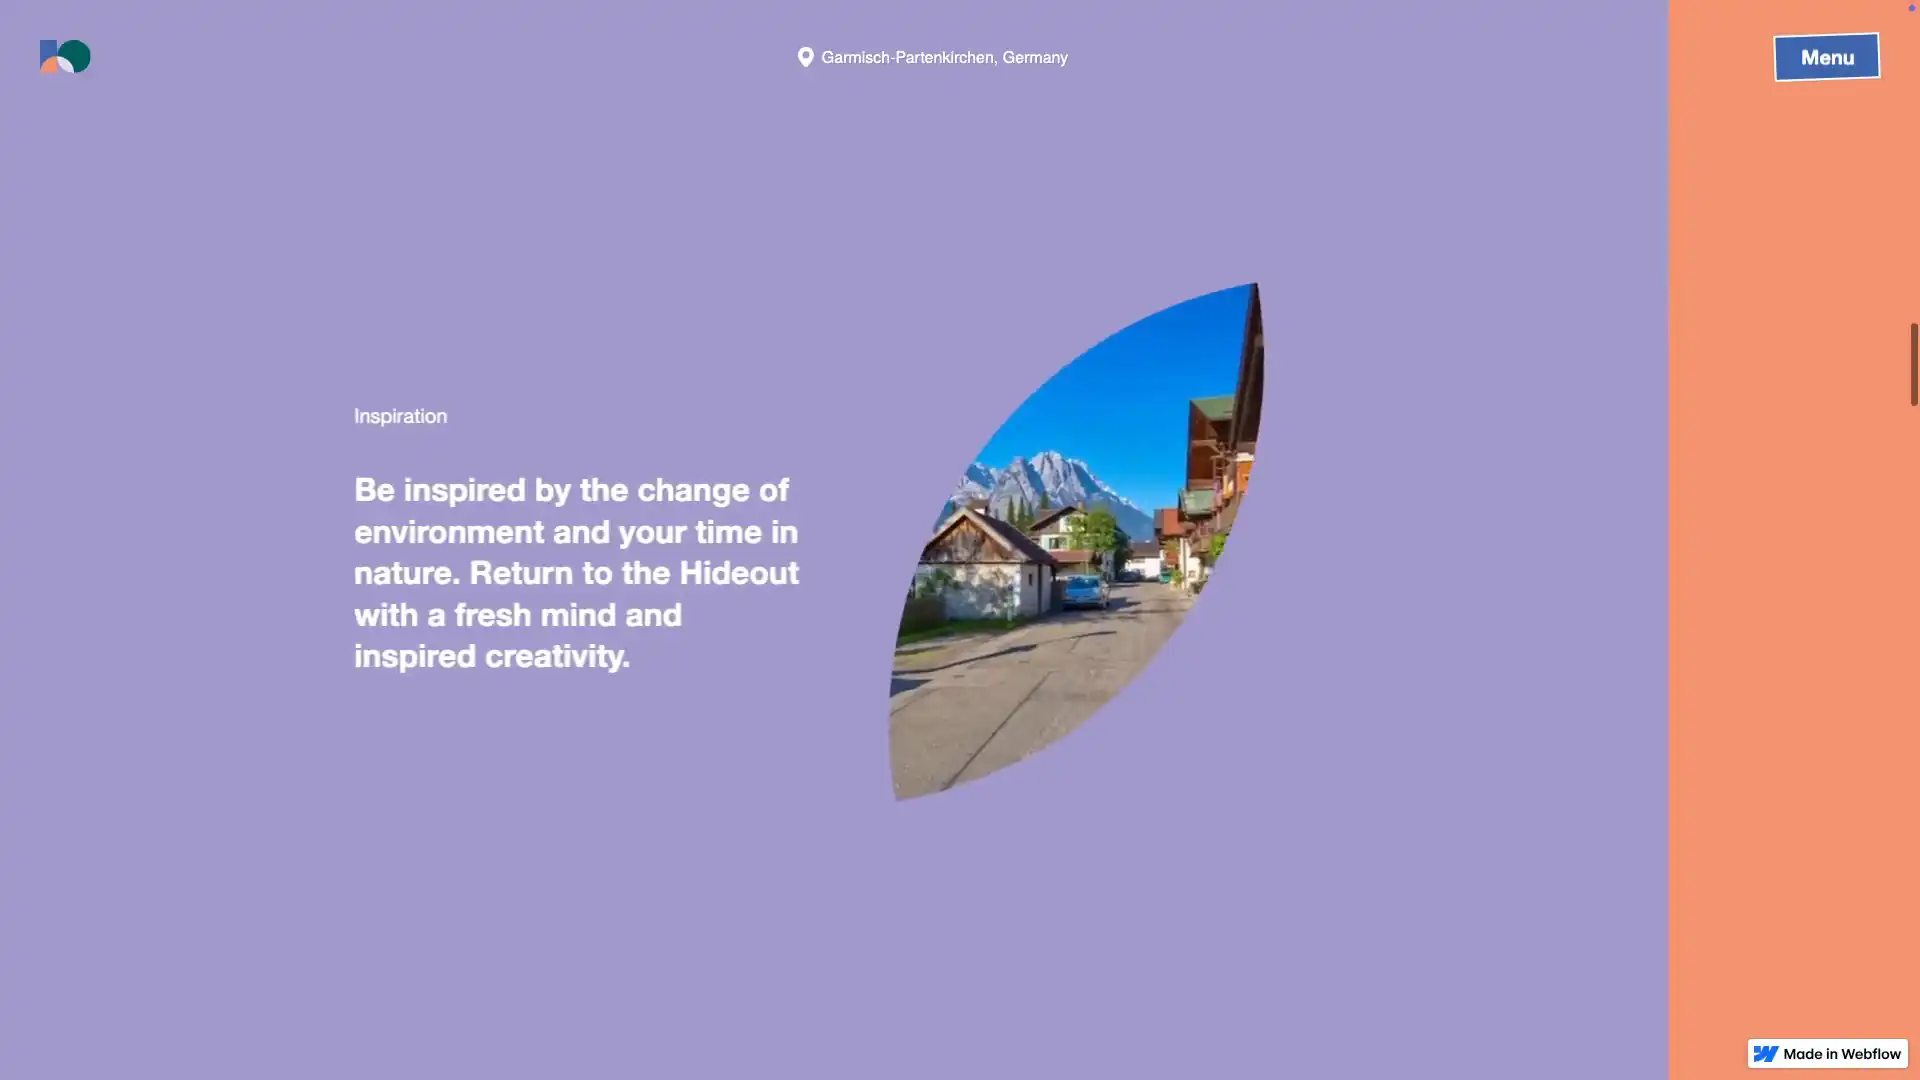 Garmisch-Partenkirchen, Germany
Menu
Inspiration
Be inspired by the change of
environment and your time in
nature. Return to the Hideout
with a fresh mind and
inspired creativity.
Made in Webflow